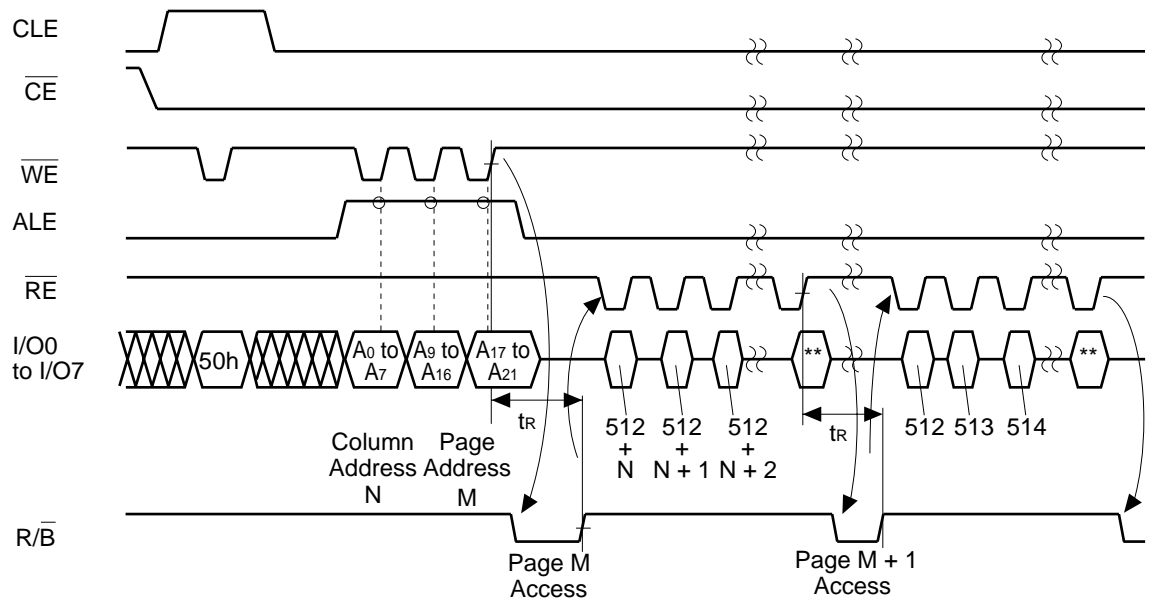 CLE
CE
WE
ALE
RE
I/O0
to I/O7
50h
A0 to
A7
A9 to
A16
A17 to
A21
**
**
tR
tR
512
+
N
512
+
N + 1
512
+
N + 2
512 513 514
Column
Address
N
Page
Address
M
R/B
Page M
Access
Page M + 1
Access